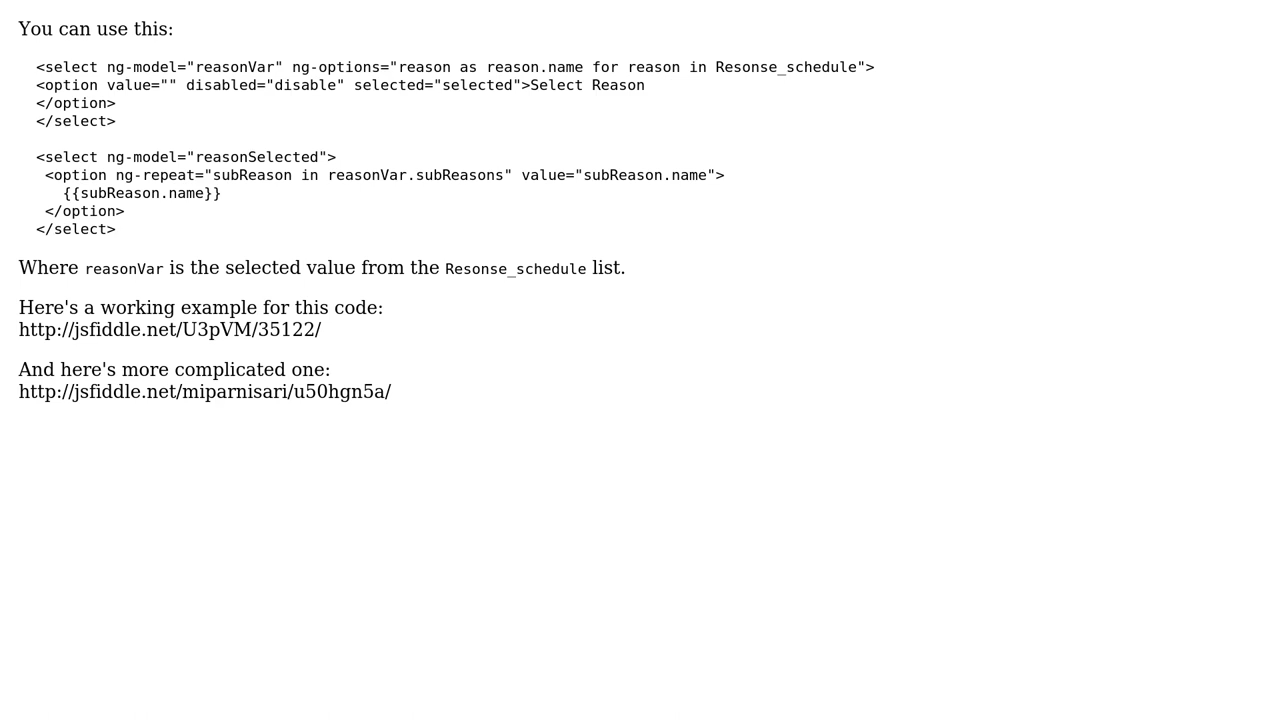 You can use this:
<select ng-model="reasonVar" ng-options="reason as reason.name for reason in Resonse_schedule">
<option value="" disabled="disable" selected="selected">Select Reason
</option>
</select>
<select ng-model="reasonSelected">
<option ng-repeat="subReason in reasonVar.subReasons" value="subReason.name">
{{subReason.name}}
</option>
</select>
Where reasonVar is the selected value from the Resonse_schedule list.
Here's a working example for this code:
http://jsfiddle.net/U3pVM/35122/
And here's more complicated one:
http://jsfiddle.net/miparnisari/u50hgn5a/